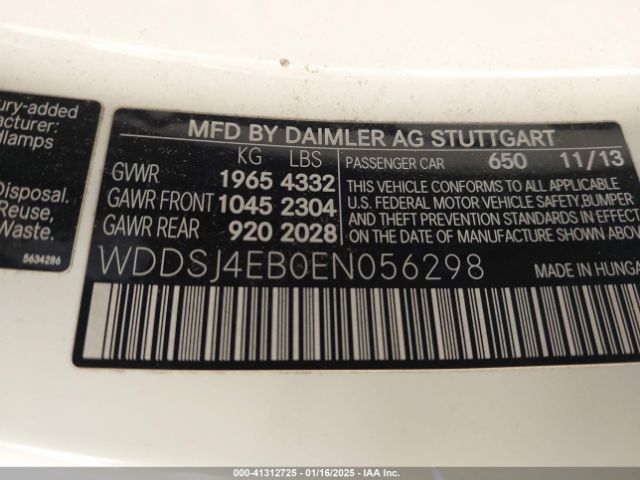 ury-added
acturer:
dlamps
Disposal.
Reuse,
Waste.
5634286
MFD BY DAIMLER AG STUTTGART
KG LBS
GVWR 1965 4332
GAWR FRONT 1045 2304
GAWR REAR 920 2028
PASSENGER CAR 650 11/13
THIS VEHICLE CONFORMS TO ALL APPLICABLE
U.S. FEDERAL MOTOR VEHICLE SAFETY,BUMPER
AND THEFT PREVENTION STANDARDS IN EFFEC
ON THE DATE OF MANUFACTURE SHOWN ABOV
WDDSJ4EB0EN056298
MADE IN HUNGA
000-41312725 - 01/16/2025 - IAA Inc.